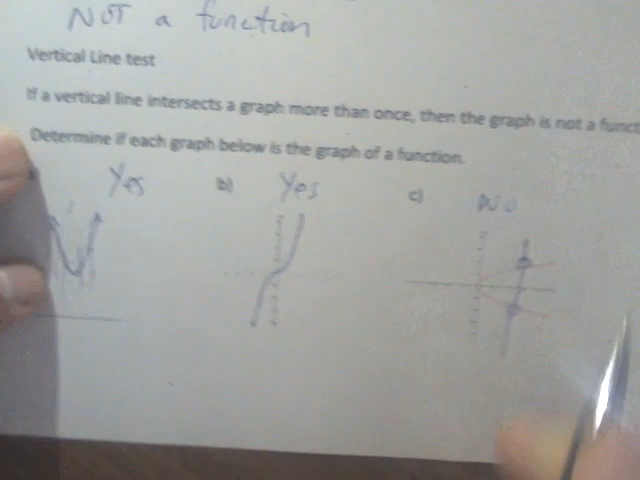 NOT a function
Vertical Line test
If a vertical line intersects a graph more than once, then the graph is not a funct
Determine if each graph below is the graph of a function.
Yes b) Yes c) No